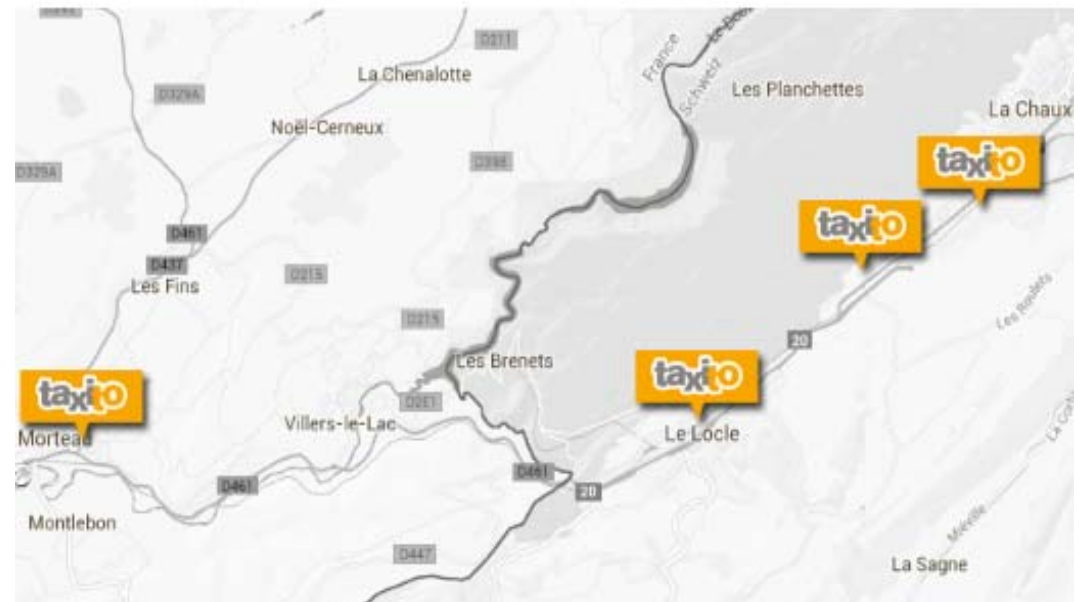 D211
La Chenalotte
D329A
Noël-Cerneux
D329A
D461
D437
Les Fins
D215
D215
France
Schweiz
Les Planchettes
La Chaux
taxito
taxito
20
Les Brenets
D2E1
taxito
Le Locle
taxito
Morteau
Villers-le-Lac
D461
D461
20
Montlebon
D447
Les Roulets
Miéville
La Sagne